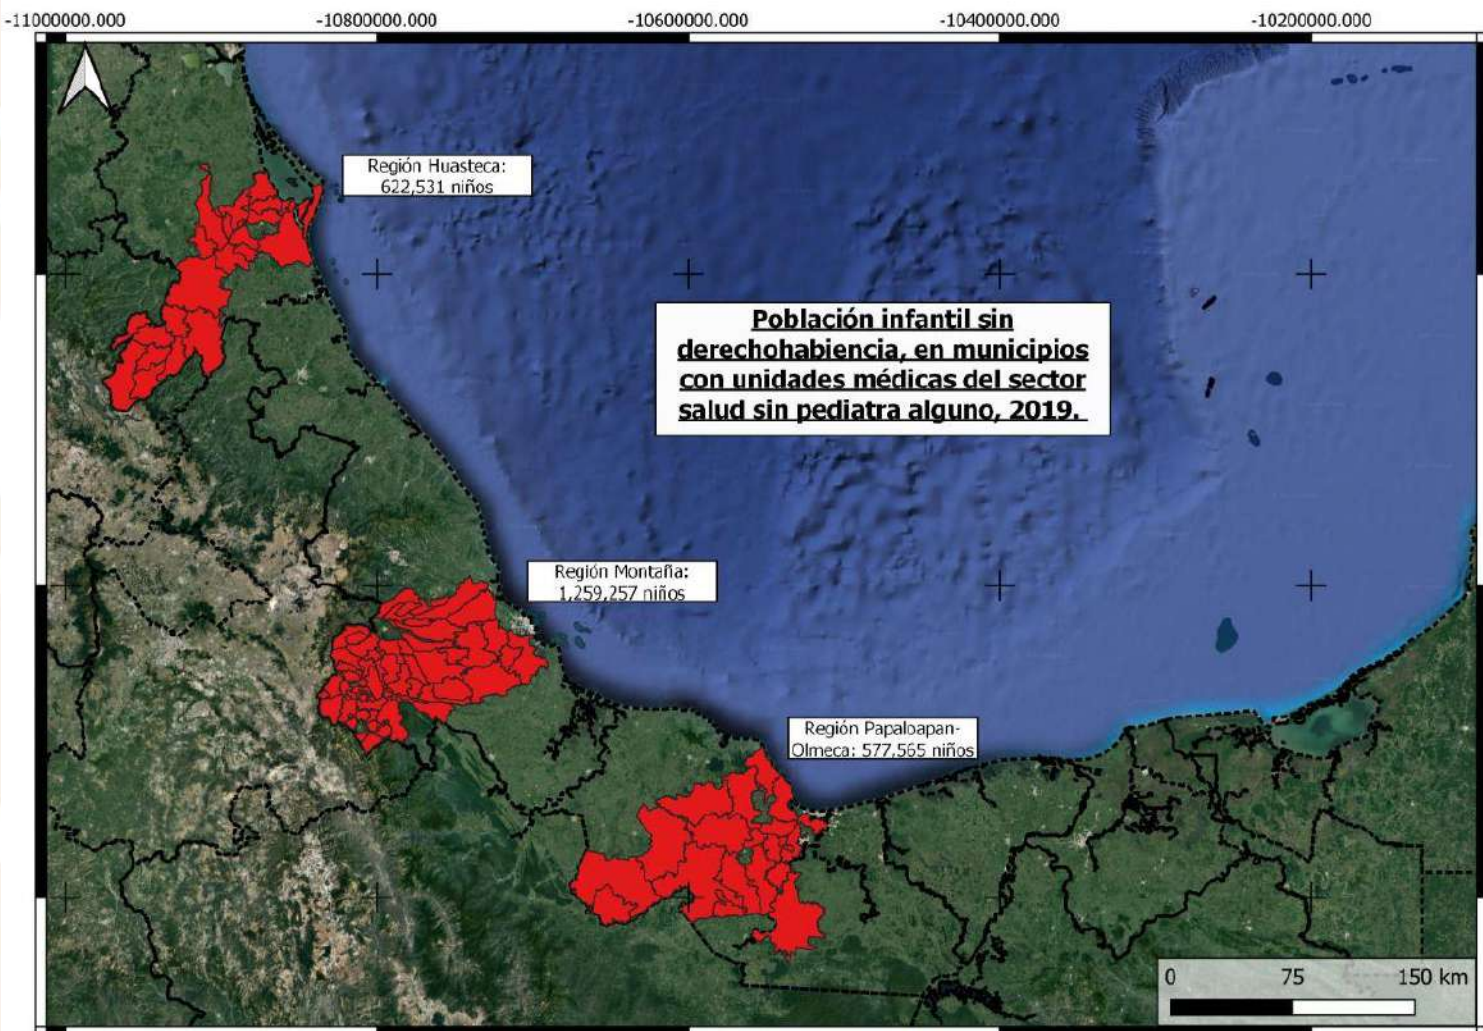 -11000000.000
-10800000.000
-10600000.000
-10400000.000
-10200000.000
Región Huasteca:
622,531 niños
Población infantil sin
derechohabiencia, en municipios
con unidades médicas del sector
salud sin pediatra alguno, 2019.
Región Montaña:
1,259,257 niños
Región Papaloapan-
Olmeca: 577,565 niños
0 75 150 km